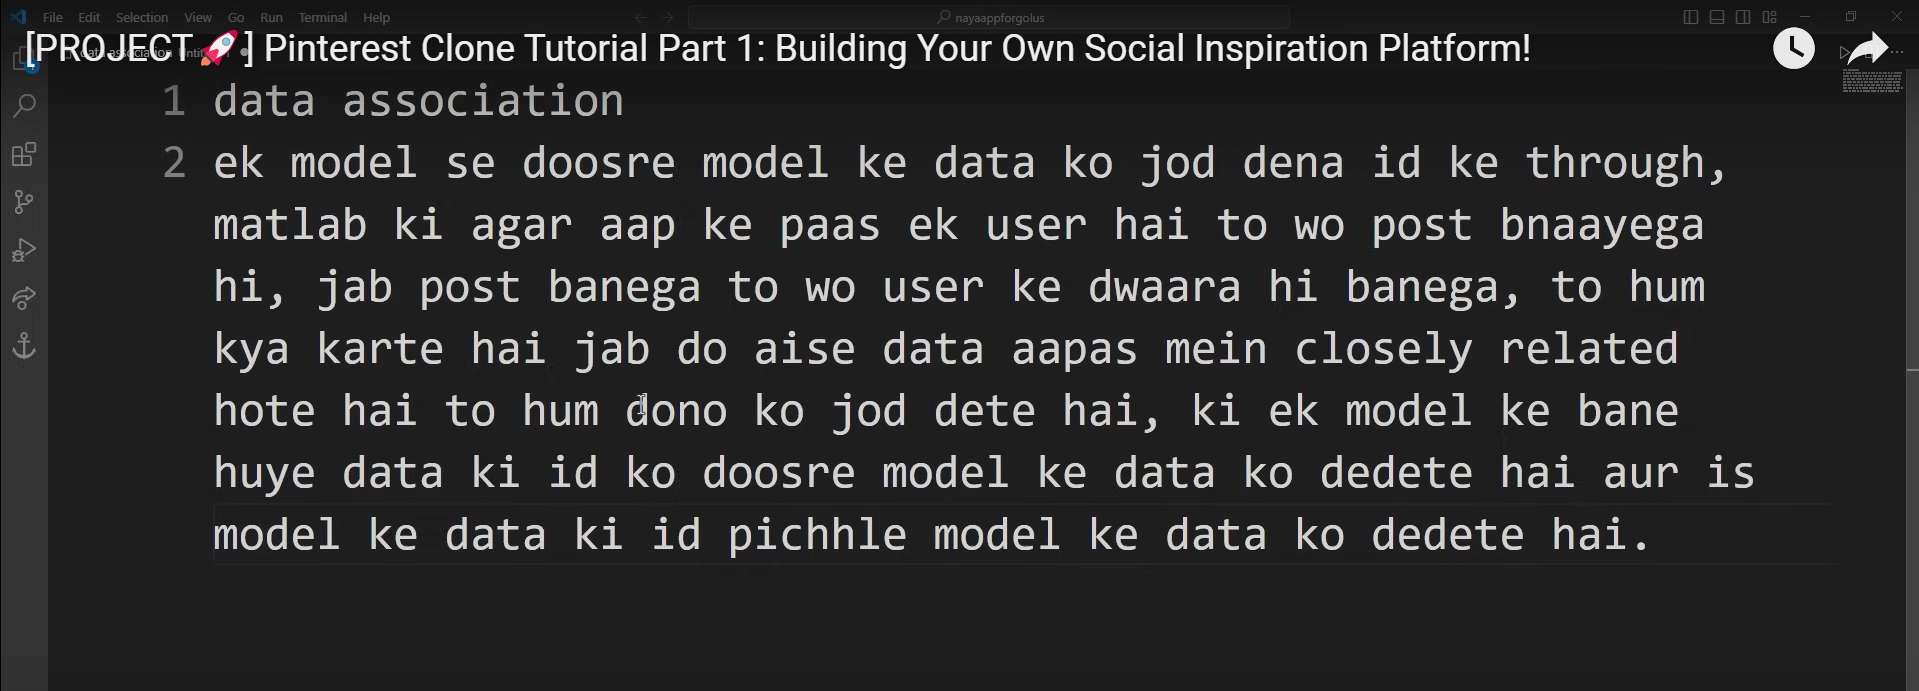 File Edit Selection View Go Run Terminal Help
nayaappforgolus
[PROJECT 🚀] Pinterest Clone Tutorial Part 1: Building Your Own Social Inspiration Platform!
1 data association
2 ek model se doosre model ke data ko jod dena id ke through,
matlab ki agar aap ke paas ek user hai to wo post bnaayega
hi, jab post banega to wo user ke dwaara hi banega, to hum
kya karte hai jab do aise data aapas mein closely related
hote hai to hum dono ko jod dete hai, ki ek model ke bane
huye data ki id ko doosre model ke data ko dedete hai aur is
model ke data ki id pichhle model ke data ko dedete hai.